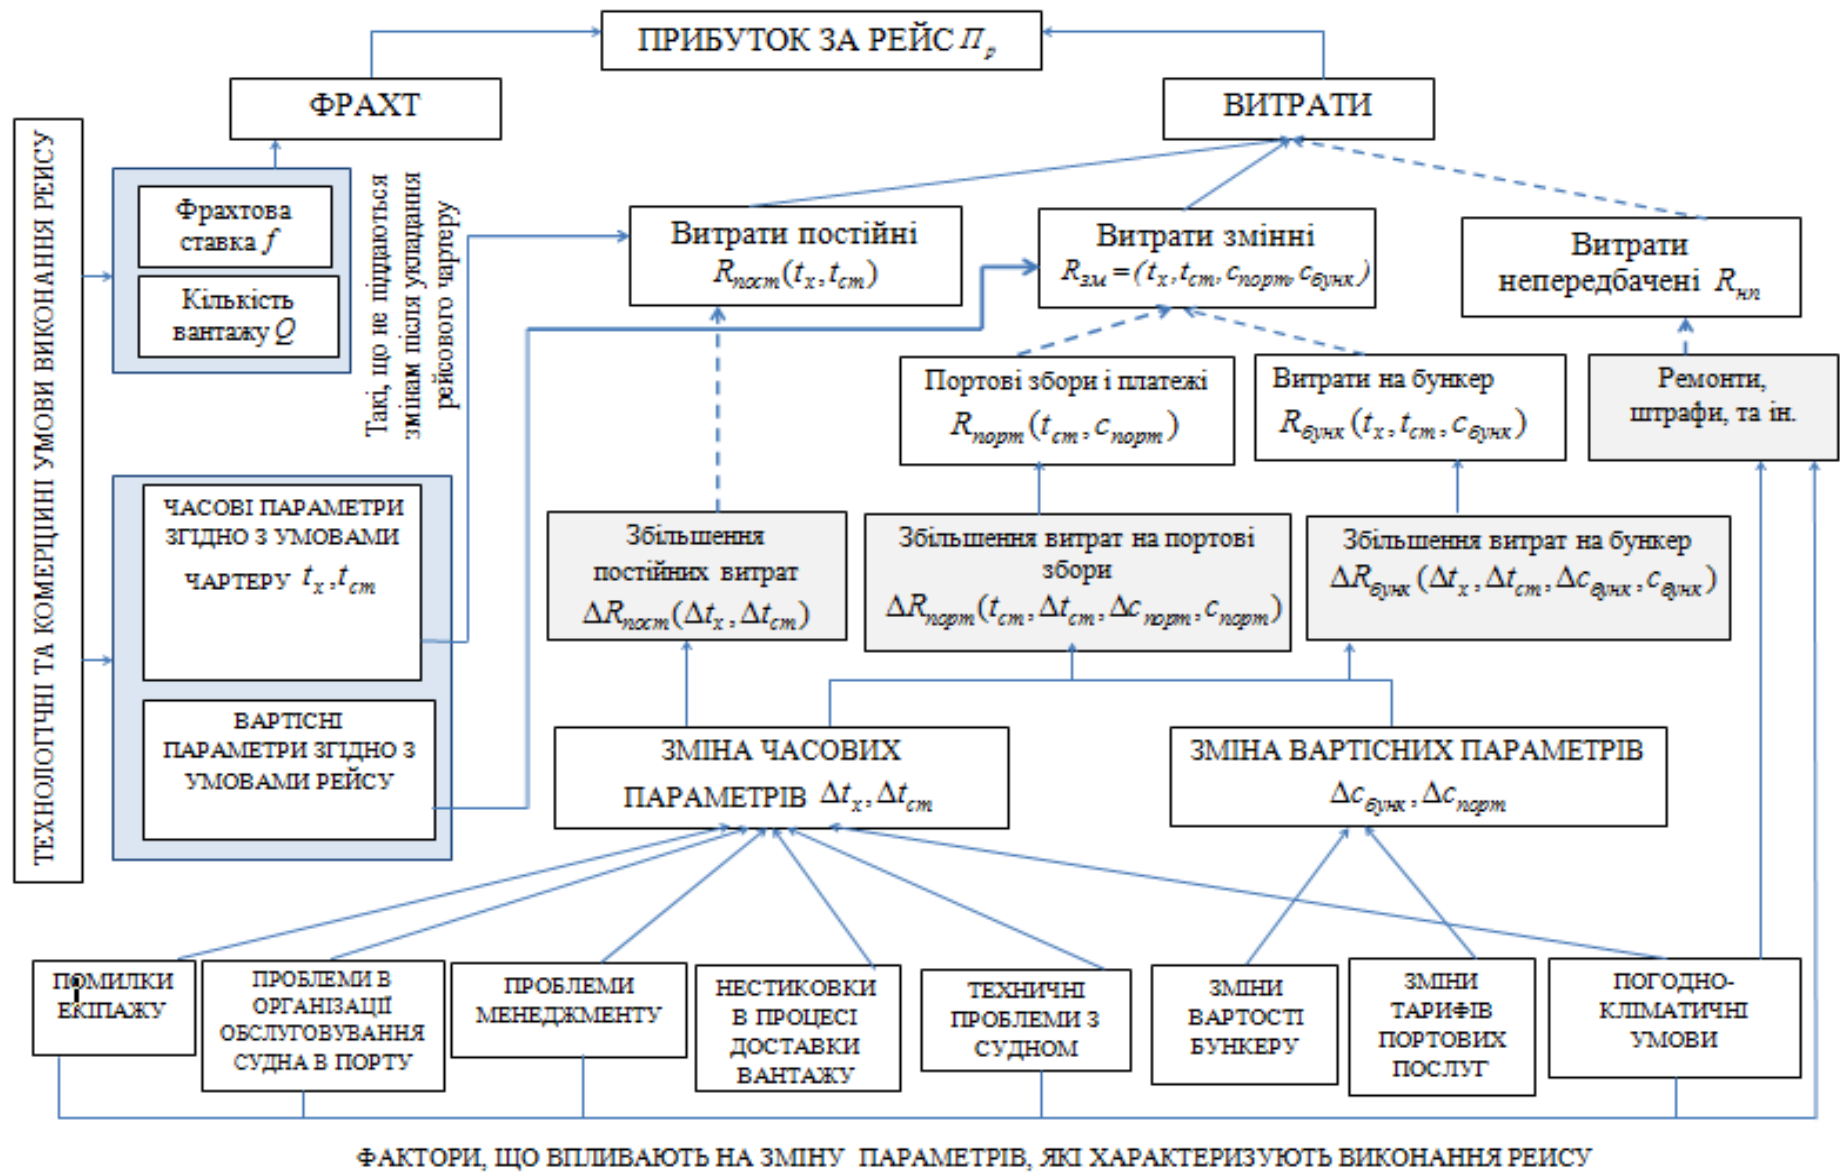 ПРИБУТОК ЗА РЕЙС Πр
ФРАХТ
ВИТРАТИ
ТЕХНОЛОГІЧНІ ТА КОМЕРЦІЙНІ УМОВИ ВИКОНАННЯ РЕЙСУ
Фрахтова
ставка f
Кількість
вантажу Q
Такі, що не піддаються
змінам після укладання
рейсового чартеру
Витрати постійні
Rпост(tх, tст)
Витрати змінні
Rзм=(tх, tст, cпорт, cбунк)
Витрати
непередбачені Rнп
Портові збори і платежі
Rпорт(tст, cпорт)
Витрати на бункер
Rбунк(tх, tст, cбунк)
Ремонти,
штрафи, та ін.
ЧАСОВІ ПАРАМЕТРИ
ЗГІДНО З УМОВАМИ
ЧАРТЕРУ tх, tст
ВАРТІСНІ
ПАРАМЕТРИ ЗГІДНО З
УМОВАМИ РЕЙСУ
Збільшення
постійних витрат
ΔRпост(Δtх, Δtст)
Збільшення витрат на портові
збори
ΔRпорт(tст, Δtст, Δcпорт, cпорт)
Збільшення витрат на бункер
ΔRбунк(Δtх, Δtст, Δcбунк, cбунк)
ЗМІНА ЧАСОВИХ
ПАРАМЕТРІВ Δtх, Δtст
ЗМІНА ВАРТІСНИХ ПАРАМЕТРІВ
Δcбунк, Δcпорт
ПОМИЛКИ
ЕКІПАЖУ
ПРОБЛЕМИ В
ОРГАНІЗАЦІЇ
ОБСЛУГОВУВАННЯ
СУДНА В ПОРТУ
ПРОБЛЕМИ
МЕНЕДЖМЕНТУ
НЕСТИКОВКИ
В ПРОЦЕСІ
ДОСТАВКИ
ВАНТАЖУ
ТЕХНИЧНІ
ПРОБЛЕМИ З
СУДНОМ
ЗМІНИ
ВАРТОСТІ
БУНКЕРУ
ЗМІНИ
ТАРИФІВ
ПОРТОВИХ
ПОСЛУГ
ПОГОДНО-
КЛІМАТИЧНІ
УМОВИ
ФАКТОРИ, ЩО ВПЛИВАЮТЬ НА ЗМІНУ ПАРАМЕТРІВ, ЯКІ ХАРАКТЕРИЗУЮТЬ ВИКОНАННЯ РЕЙСУ